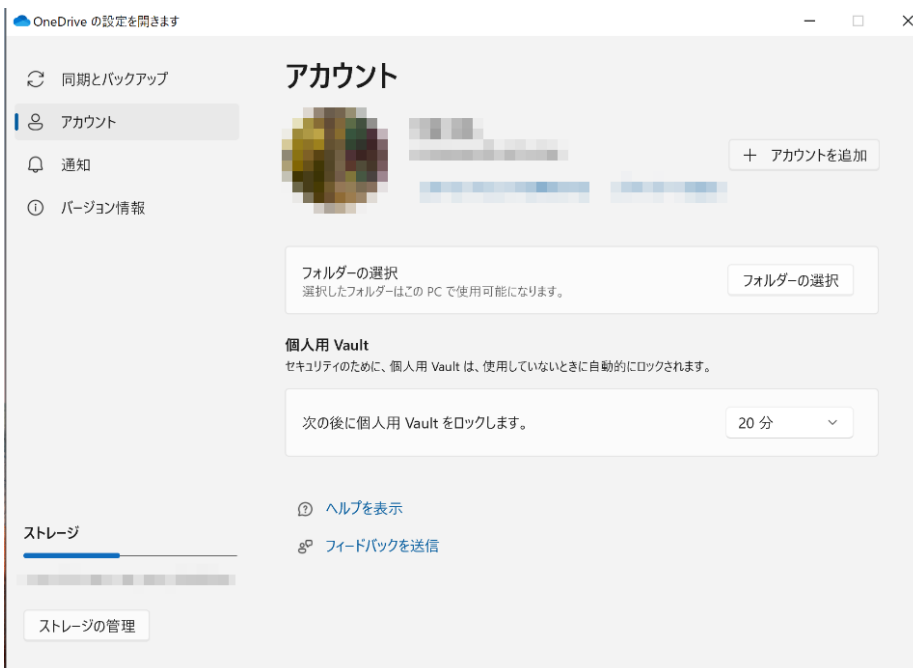 OneDrive の設定を開きます
同期とバックアップ
アカウント
通知
バージョン情報
ストレージ
ストレージの管理
アカウント
アカウントを追加
フォルダーの選択
選択したフォルダーはこの PC で使用可能になります。
フォルダーの選択
個人用 Vault
セキュリティのために、個人用 Vault は、使用していないときに自動的にロックされます。
次の後に個人用 Vault をロックします。
20 分
ヘルプを表示
フィードバックを送信